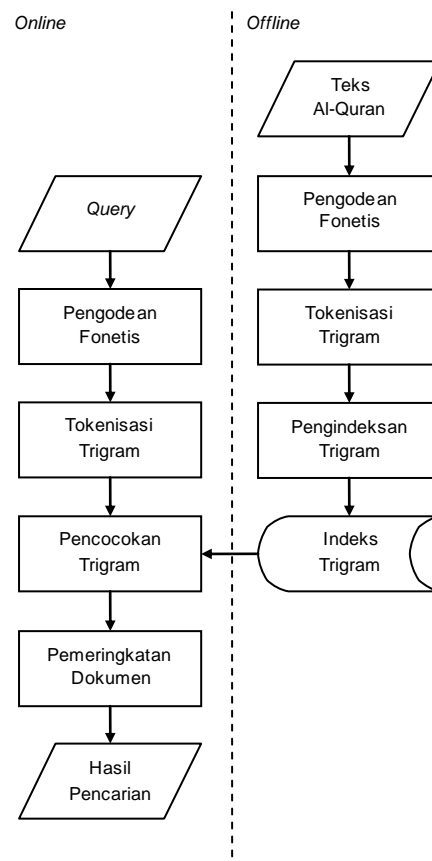 Online
Query
Pengodean
Fonetis
Tokenisasi
Trigram
Pencocokan
Trigram
Pemeringkatan
Dokumen
Hasil
Pencarian
Offline
Teks
Al-Quran
Pengodean
Fonetis
Tokenisasi
Trigram
Pengindeksan
Trigram
Indeks
Trigram